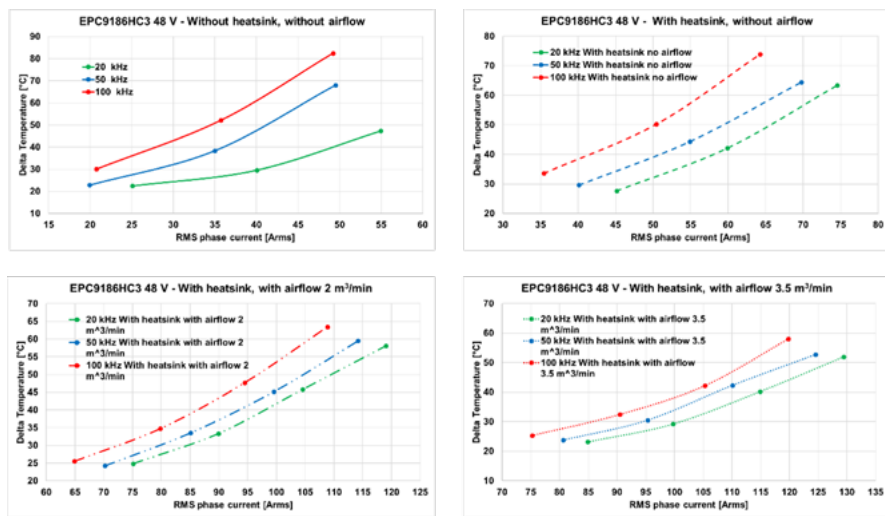 EPC9186HC3 48 V - Without heatsink, without airflow
90
80
70
60
50
40
30
20
10
Delta Temperature [°C]
20 kHz
50 kHz
100 kHz
15 20 25 30 35 40 45 50 55 60
RMS phase current [Arms]
EPC9186HC3 48 V - With heatsink, without airflow
80
70
60
50
40
30
20
Delta Temperature [°C]
20 kHz With heatsink no airflow
50 kHz With heatsink no airflow
100 kHz With heatsink no airflow
30 35 40 45 50 55 60 65 70 75 80
RMS phase current [Arms]
EPC9186HC3 48 V - With heatsink, with airflow 2 m³/min
70
65
60
55
50
45
40
35
30
25
20
Delta Temperature [°C]
20 kHz With heatsink with airflow 2
m^3/min
50 kHz With heatsink with airflow 2
m^3/min
100 kHz With heatsink with airflow 2
m^3/min
60 65 70 75 80 85 90 95 100 105 110 115 120 125
RMS phase current [Arms]
EPC9186HC3 48 V - With heatsink, with airflow 3.5 m³/min
70
60
50
40
30
20
10
Delta Temperature [°C]
20 kHz With heatsink with airflow 3.5
m^3/min
50 kHz With heatsink with airflow 3.5
m^3/min
100 kHz With heatsink with airflow
3.5 m^3/min
70 75 80 85 90 95 100 105 110 115 120 125 130 135
RMS phase current [Arms]